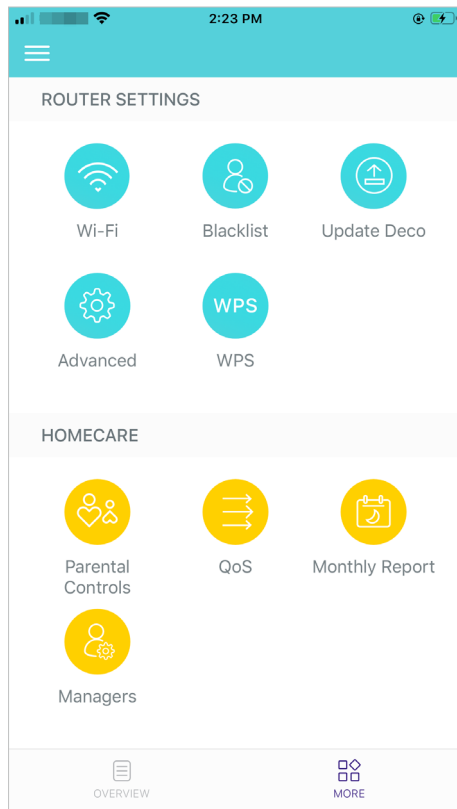 2:23 PM
ROUTER SETTINGS
Wi-Fi
Blacklist
Update Deco
Advanced
WPS
WPS
HOMECARE
Parental
Controls
QoS
Monthly Report
Managers
OVERVIEW
MORE